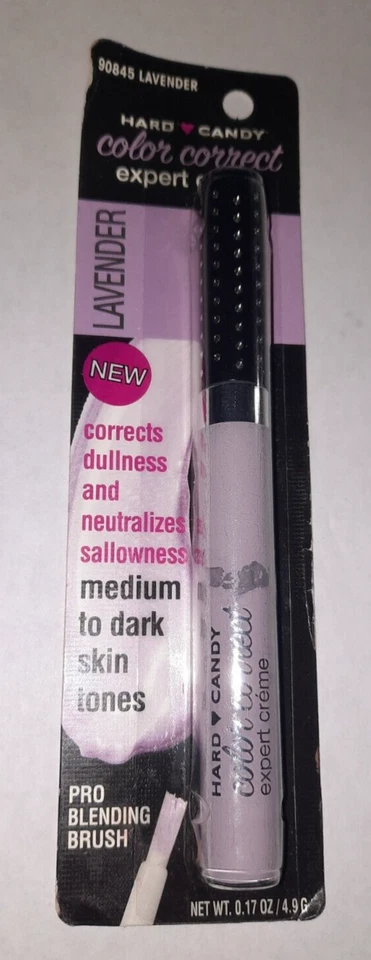 90845 LAVENDER
HARD ♥ CANDY
color correct
expert
LAVENDER
NEW
corrects
dullness
and
neutralizes
sallowness
medium
to dark
skin
tones
PRO
BLENDING
BRUSH
HARD ♥ CANDY
color correct
expert créme
NET WT. 0.17 OZ / 4.9 G